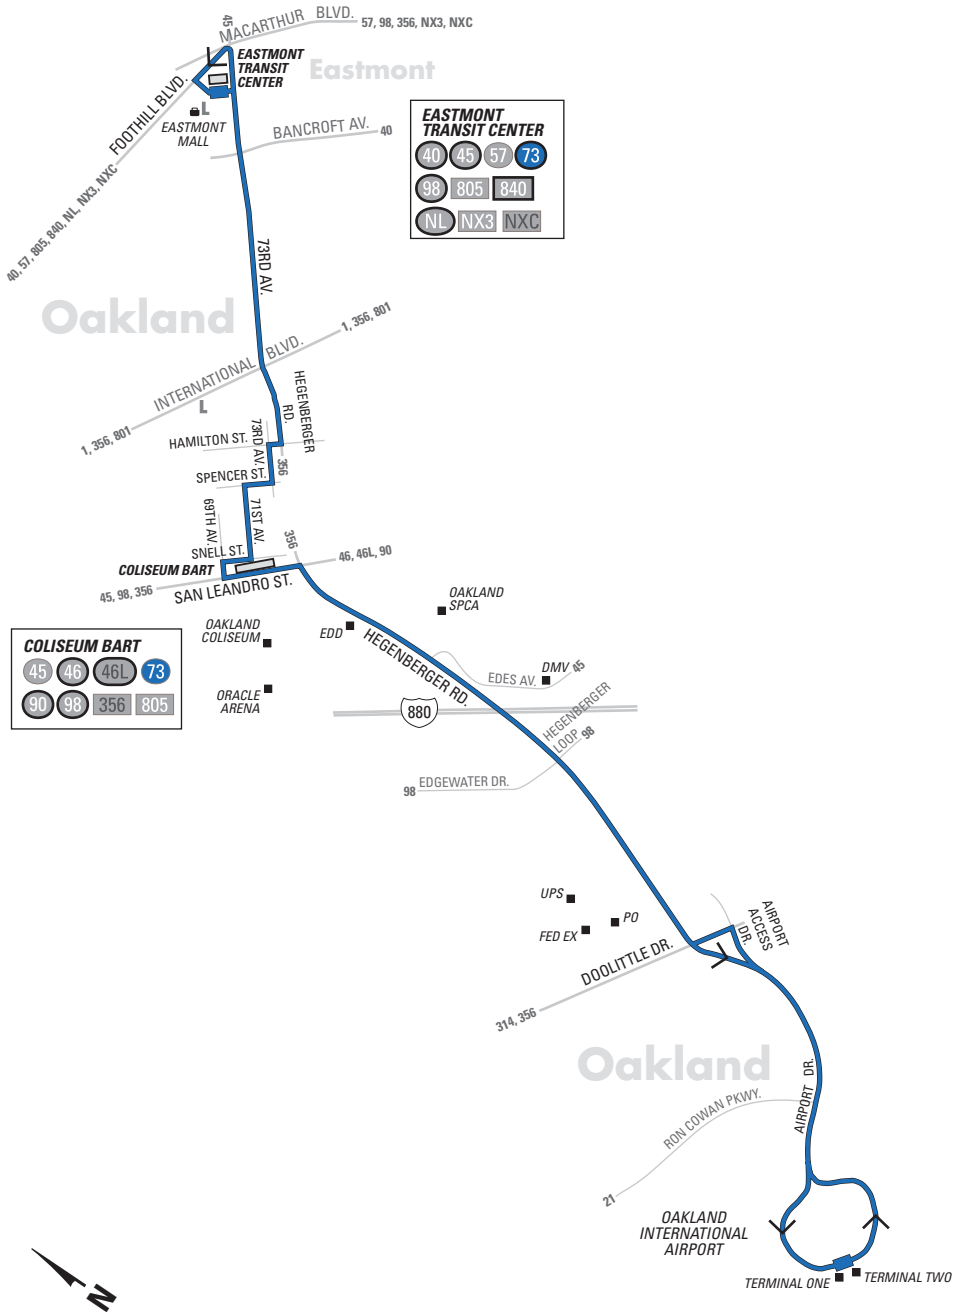 45
MACARTHUR BLVD.
57, 98, 356, NX3, NXC
EASTMONT
TRANSIT
CENTER
Eastmont
FOOTHILL BLVD.
L
EASTMONT
MALL
BANCROFT AV.
40
40, 57, 805, 840, NL, NX3, NXC
EASTMONT
TRANSIT CENTER
40 45 57 73
98 805 840
NL NX3 NXC
73RD AV.
Oakland
INTERNATIONAL BLVD.
1, 356, 801
1, 356, 801
L
HEGENBERGER
RD.
HAMILTON ST.
73RD AV.
356
SPENCER ST.
69TH AV.
71ST AV.
SNELL ST.
356
46, 46L, 90
COLISEUM BART
45, 98, 356
SAN LEANDRO ST.
OAKLAND
SPCA
OAKLAND
COLISEUM
EDD
HEGENBERGER RD.
COLISEUM BART
45 46 46L 73
90 98 356 805
ORACLE
ARENA
DMV
45
EDES AV.
880
HEGENBERGER
LOOP
98
EDGEWATER DR.
98
UPS
PO
FED EX
AIRPORT
ACCESS
DR.
DOOLITTLE DR.
314, 356
Oakland
AIRPORT DR.
RON COWAN PKWY.
21
OAKLAND
INTERNATIONAL
AIRPORT
TERMINAL ONE
TERMINAL TWO
N